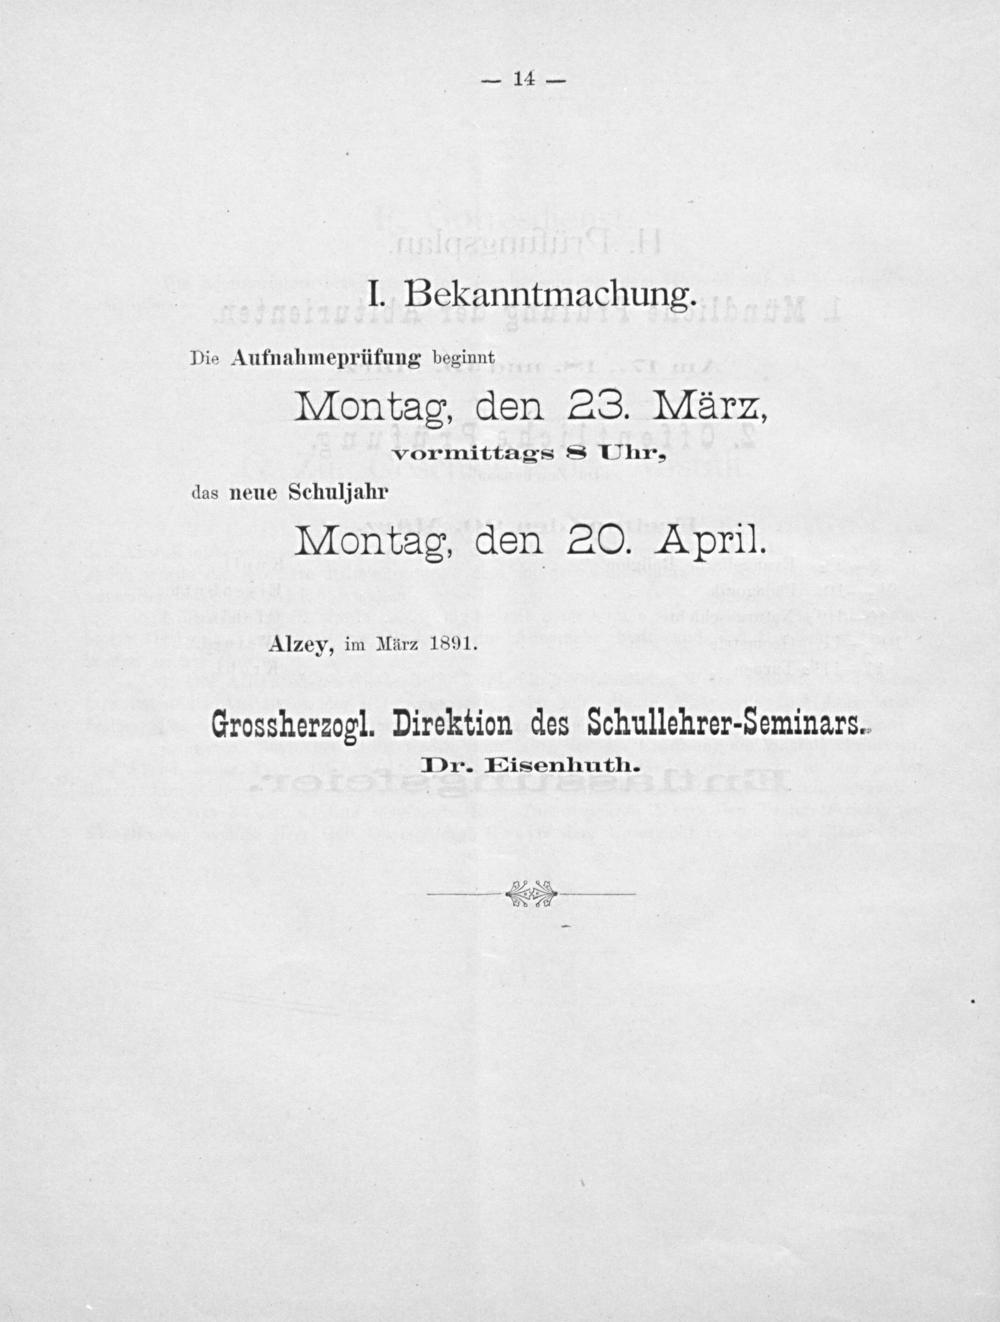 — 14 —
I. Bekanntmachung.
Die Aufnahmeprüfung beginnt
Montag, den 23. März,
vormittags 8 Uhr,
das neue Schuljahr
Montag, den 20. April.
Alzey, im März 1891.
Grossherzogl. Direktion des Schullehrer-Seminars.
Dr. Eisenhuth.